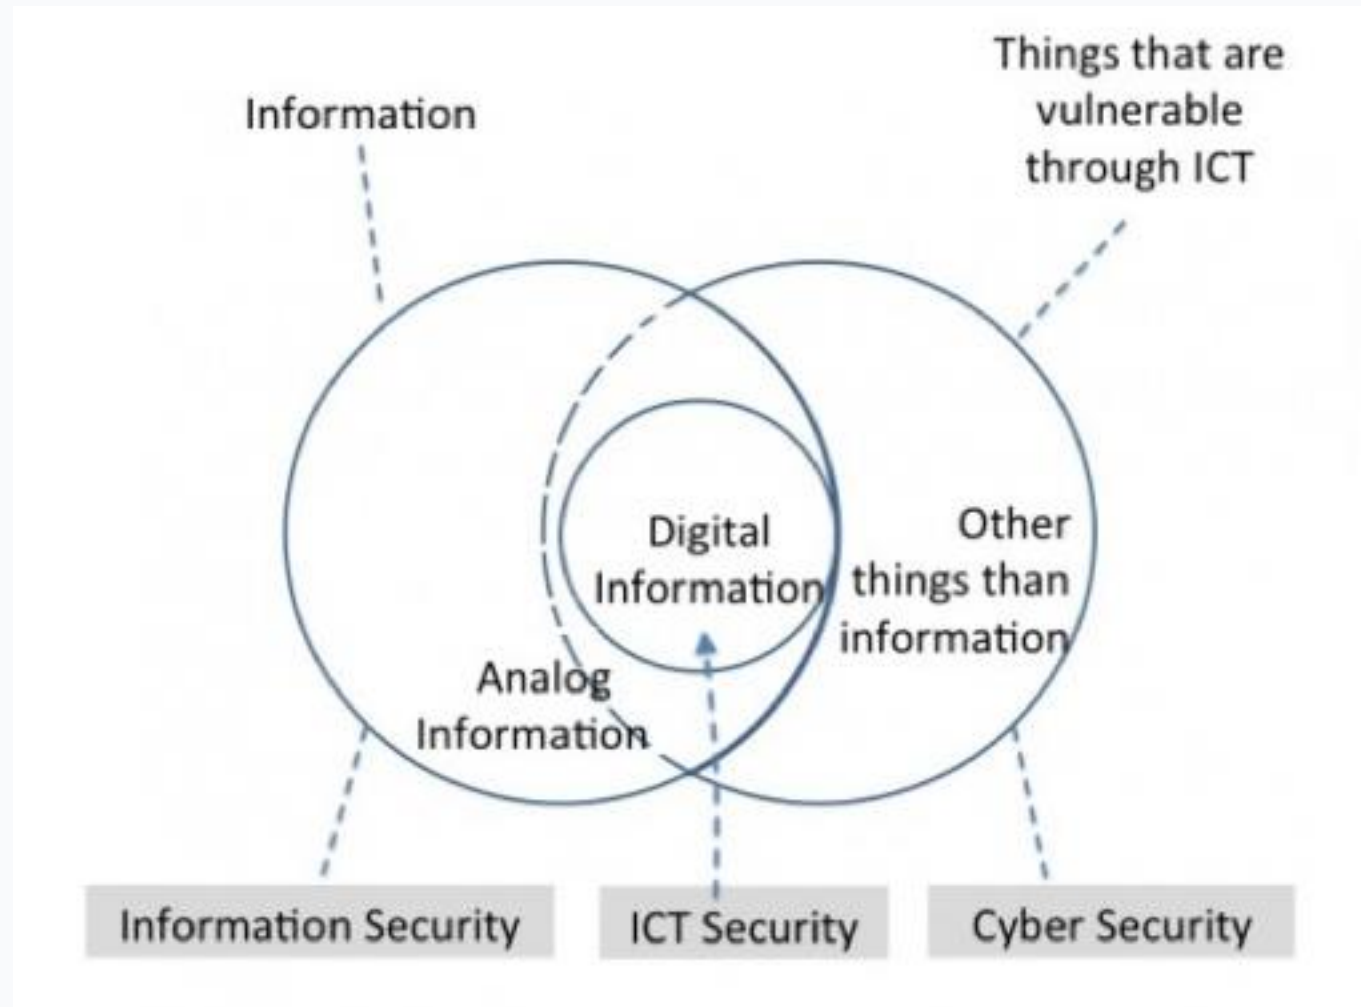 Information
Things that are
vulnerable
through ICT
Digital
Information
Other
things than
information
Analog
Information
Information Security
ICT Security
Cyber Security